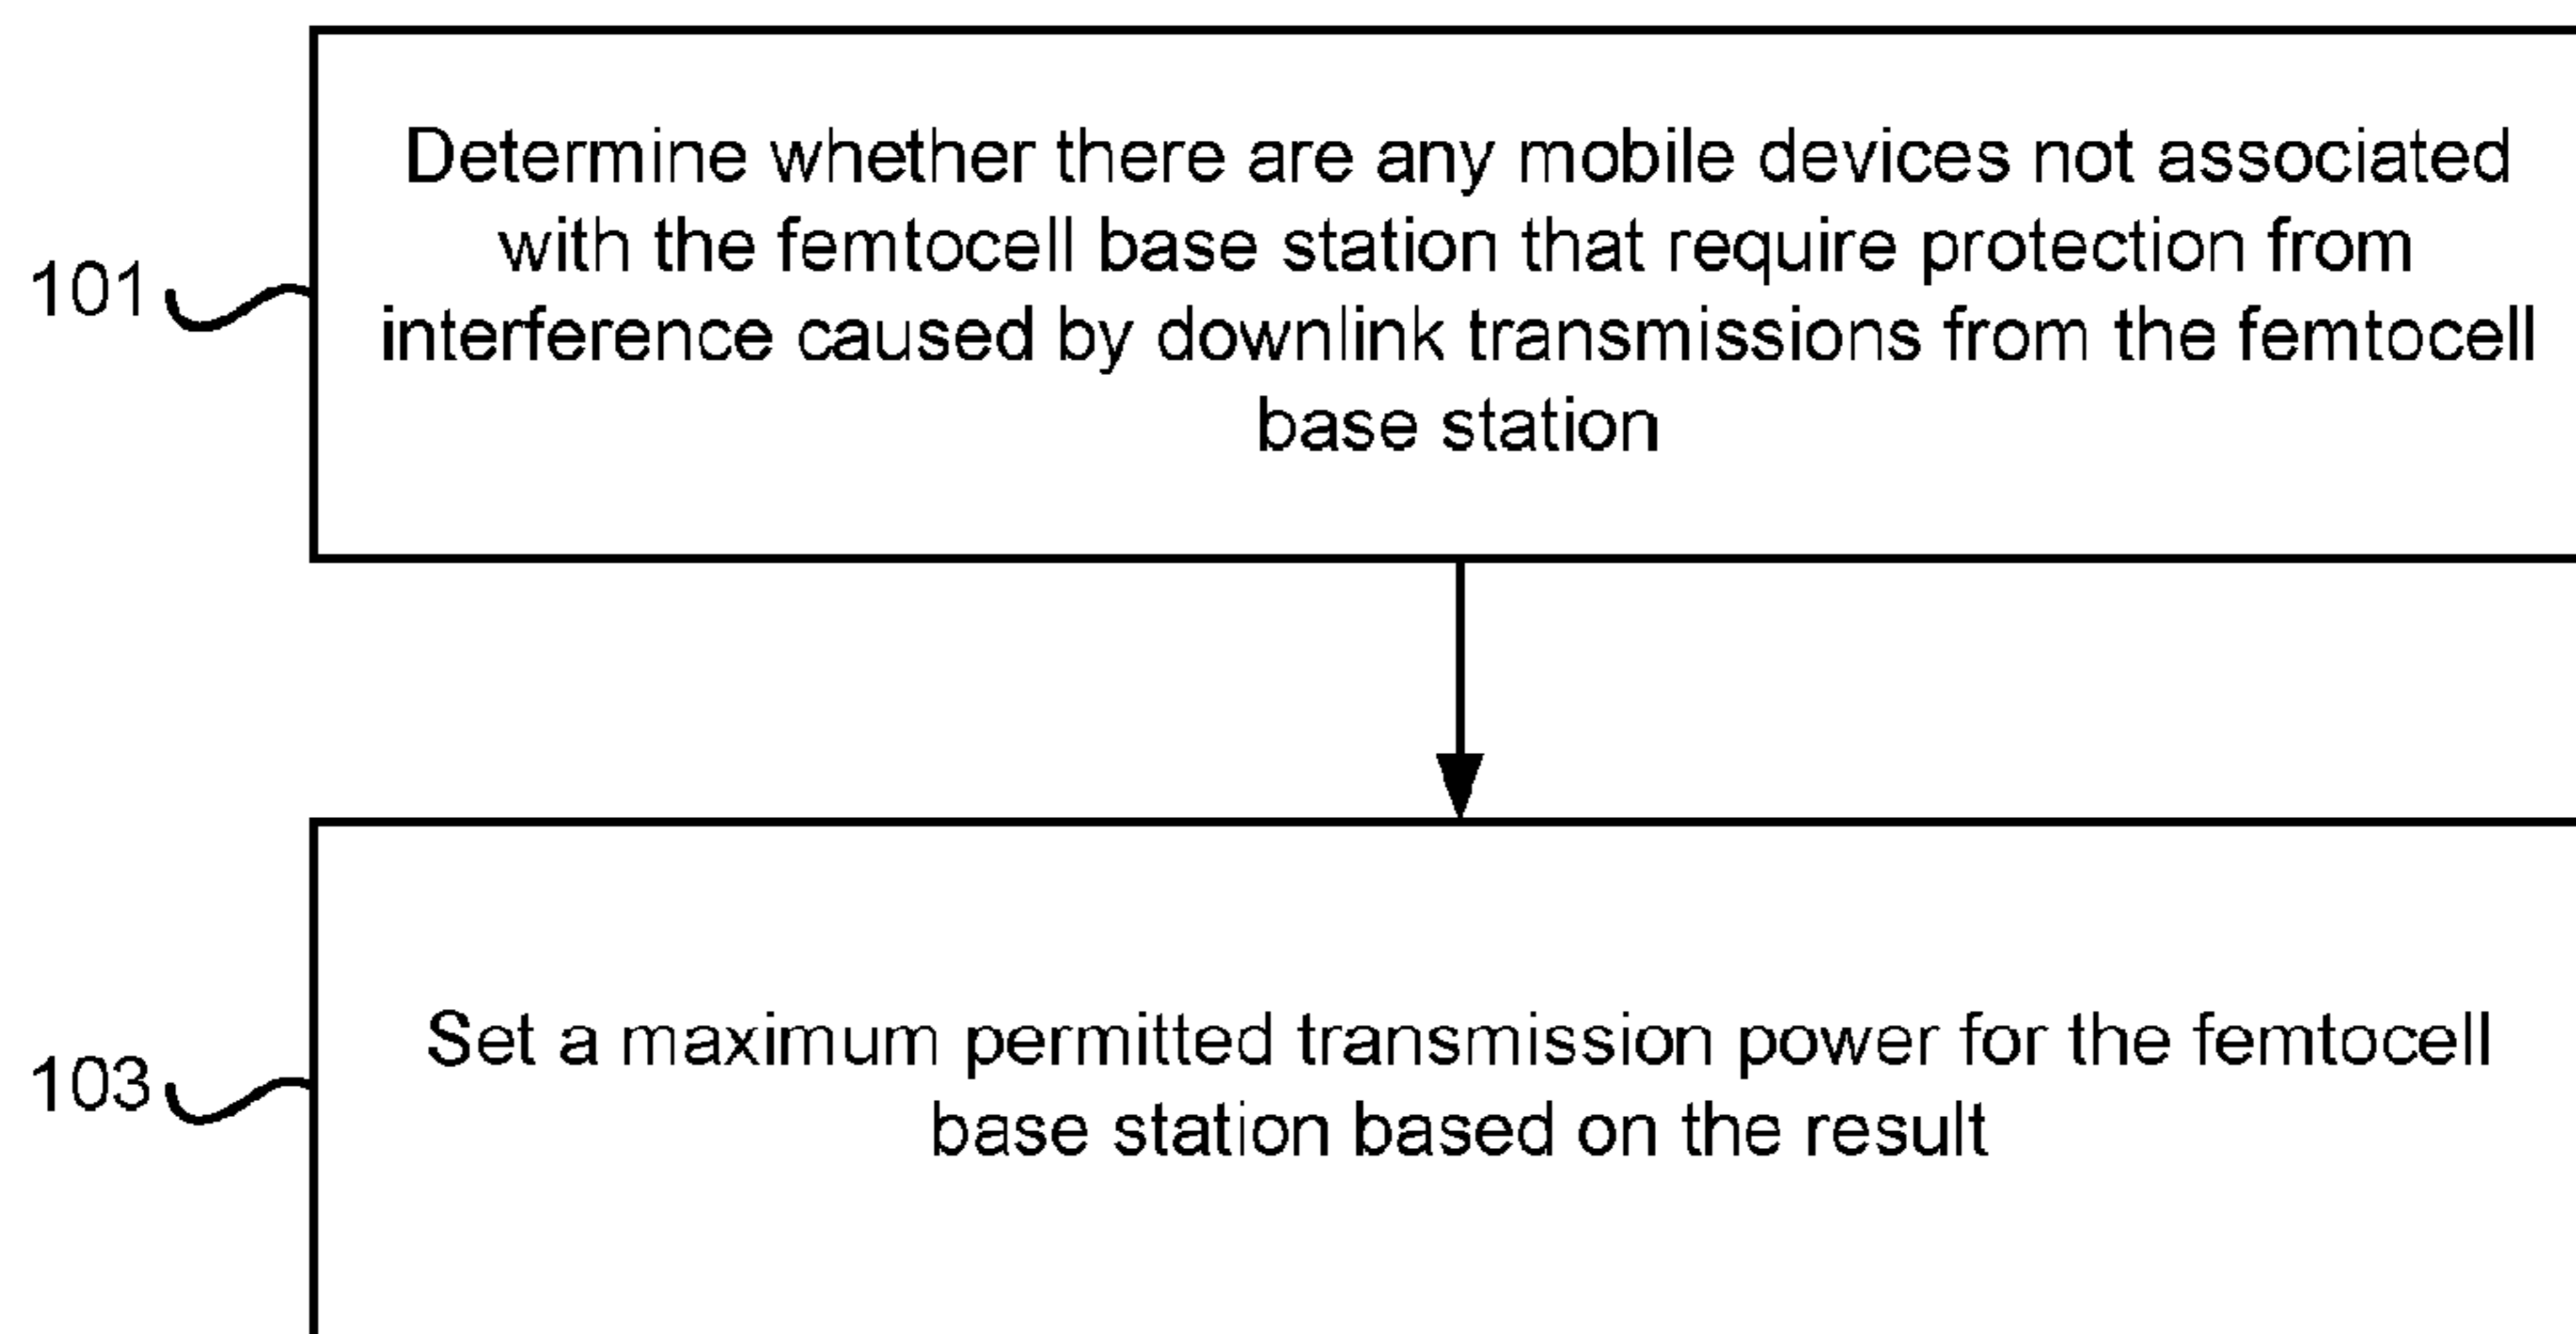 Determine whether there are any mobile devices not associated
with the femtocell base station that require protection from
101
interference caused by downlink transmissions from the femtocell
base station
Set a maximum permitted transmission power for the femtocell
103
base station based on the result